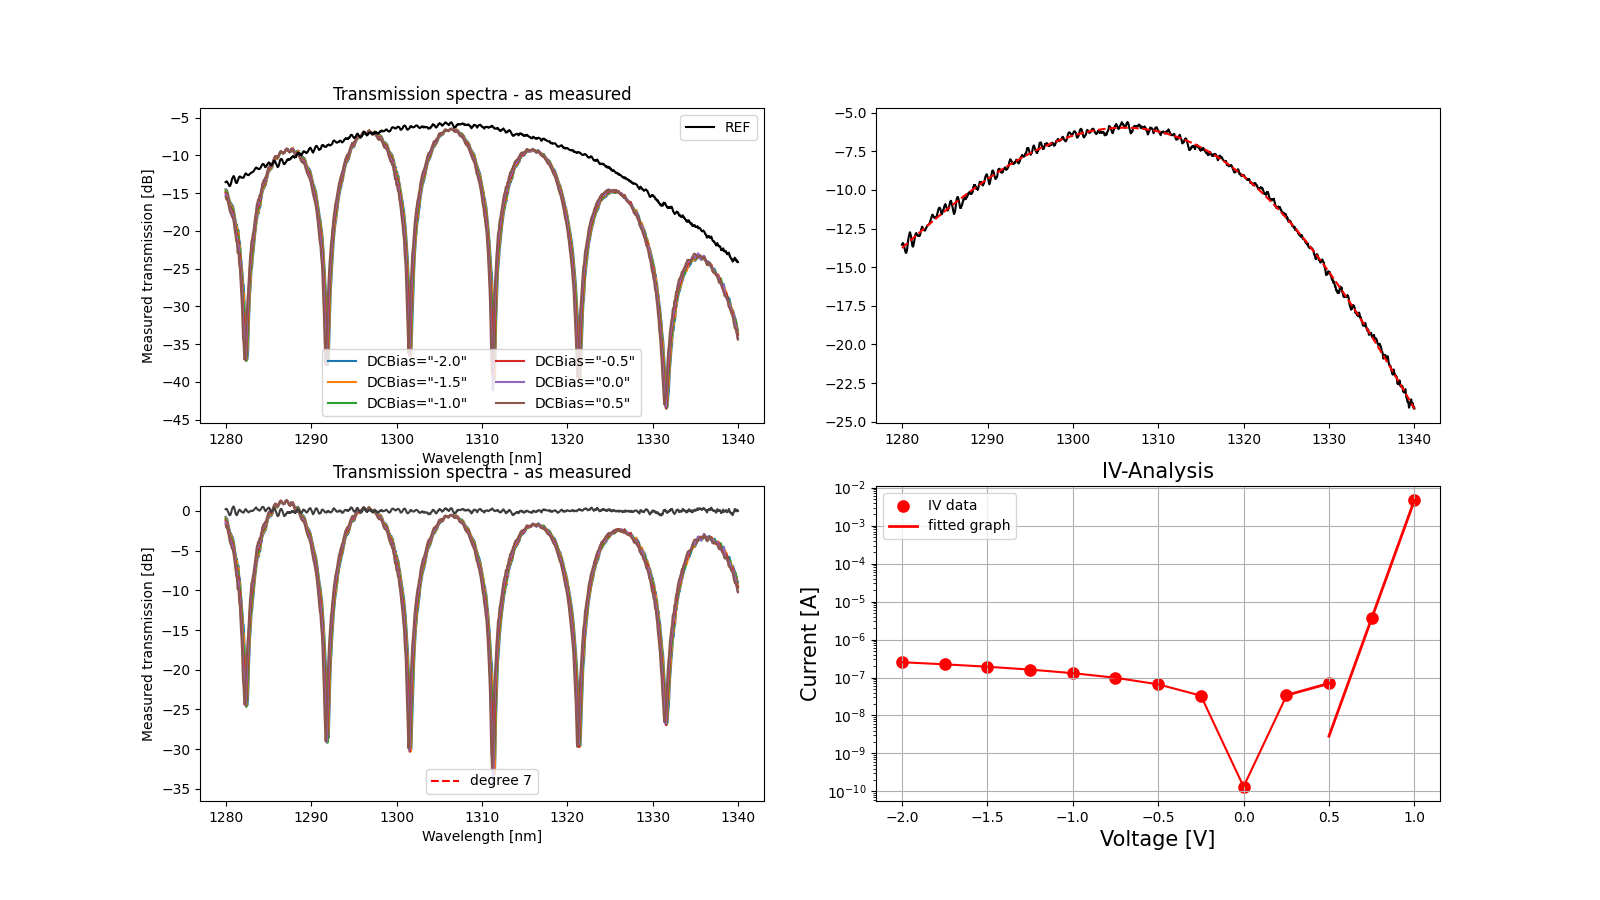 Transmission spectra - as measured
Measured transmission [dB]
−5
−10
−15
−20
−25
−30
−35
−40
−45
REF
DCBias="-2.0"
DCBias="-1.5"
DCBias="-1.0"
DCBias="-0.5"
DCBias="0.0"
DCBias="0.5"
1280 1290 1300 1310 1320 1330 1340
Wavelength [nm]
−5.0
−7.5
−10.0
−12.5
−15.0
−17.5
−20.0
−22.5
−25.0
1280 1290 1300 1310 1320 1330 1340
Transmission spectra - as measured
Measured transmission [dB]
0
−5
−10
−15
−20
−25
−30
−35
degree 7
1280 1290 1300 1310 1320 1330 1340
Wavelength [nm]
IV-Analysis
Current [A]
10⁻²
10⁻³
10⁻⁴
10⁻⁵
10⁻⁶
10⁻⁷
10⁻⁸
10⁻⁹
10⁻¹⁰
IV data
fitted graph
−2.0 −1.5 −1.0 −0.5 0.0 0.5 1.0
Voltage [V]